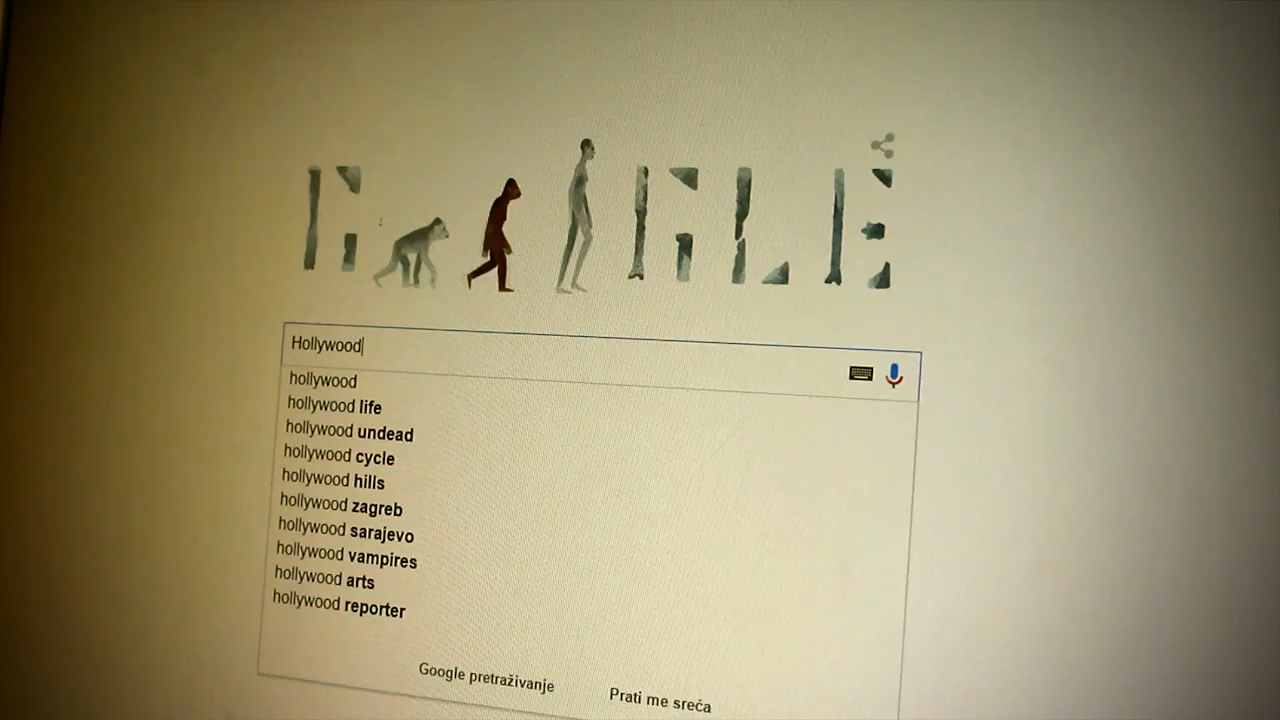 GOOGLE
Hollywood
hollywood
hollywood life
hollywood undead
hollywood cycle
hollywood hills
hollywood zagreb
hollywood sarajevo
hollywood vampires
hollywood arts
hollywood reporter
Google pretraživanje
Prati me sreća